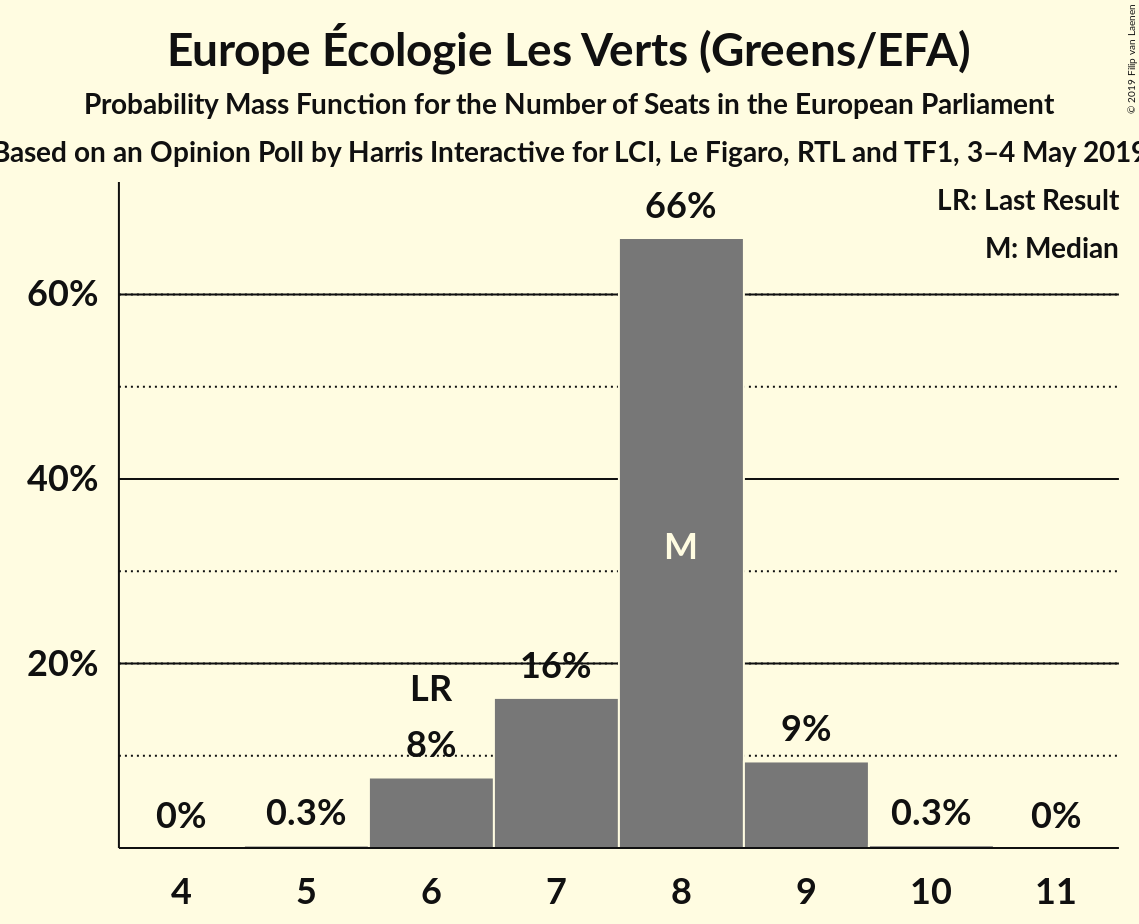 Europe Écologie Les Verts (Greens/EFA)
Probability Mass Function for the Number of Seats in the European Parliament
Based on an Opinion Poll by Harris Interactive for LCI, Le Figaro, RTL and TF1, 3–4 May 2019
© 2019 Filip van Laenen
LR: Last Result
M: Median
66%
60%
40%
M
20%
16%
LR
8%
9%
0%
0.3%
0.3%
0%
4 5 6 7 8 9 10 11